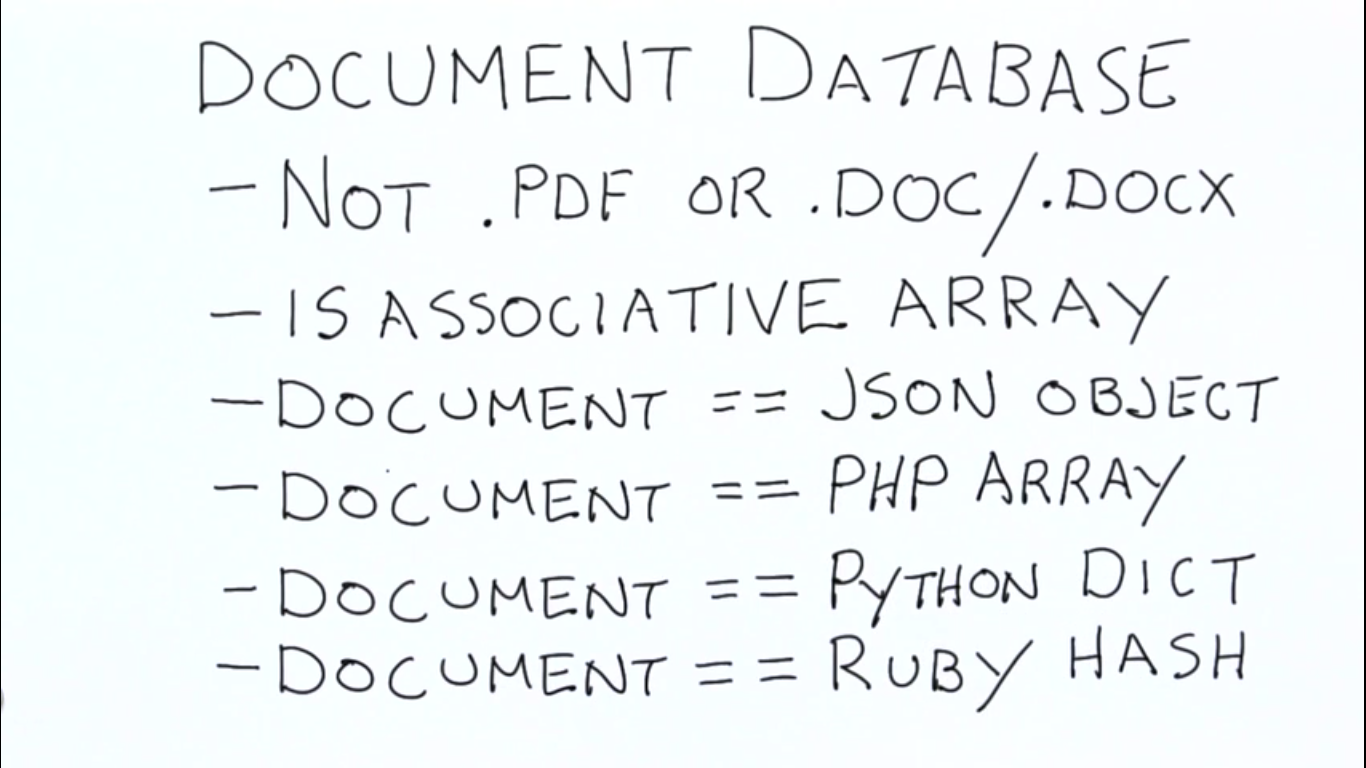 DOCUMENT DATABASE
- NOT .PDF OR .DOC/.DOCX
- IS ASSOCIATIVE ARRAY
- DOCUMENT == JSON OBJECT
- DOCUMENT == PHP ARRAY
- DOCUMENT == PYTHON DICT
- DOCUMENT == RUBY HASH